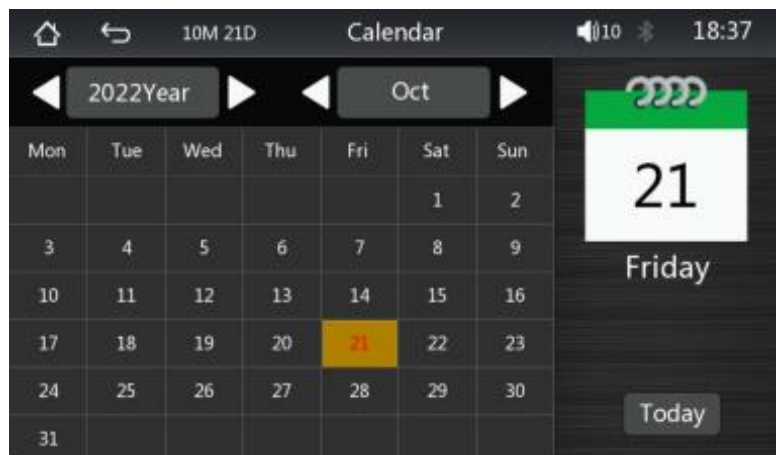 10M 21D Calendar 10 18:37
2022Year Oct
Mon Tue Wed Thu Fri Sat Sun
1 2
3 4 5 6 7 8 9
10 11 12 13 14 15 16
17 18 19 20 21 22 23
24 25 26 27 28 29 30
31
21
Friday
Today